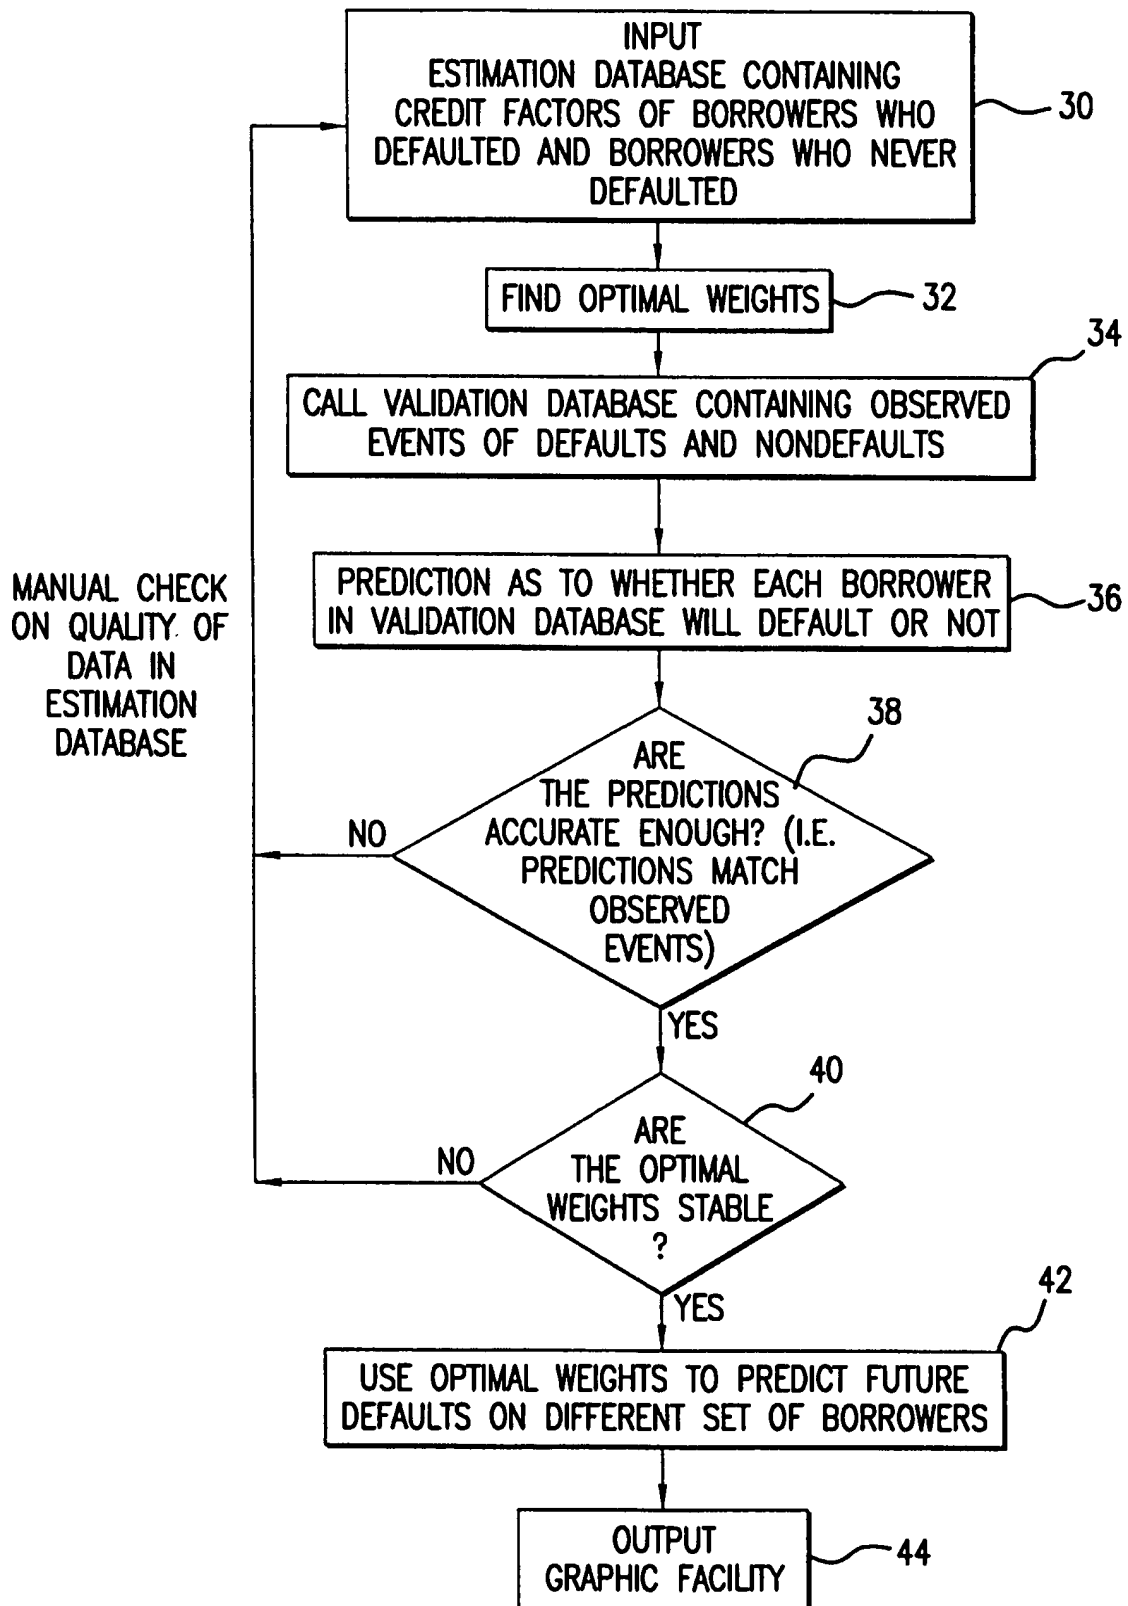 INPUT
ESTIMATION DATABASE CONTAINING
CREDIT FACTORS OF BORROWERS WHO
DEFAULTED AND BORROWERS WHO NEVER
DEFAULTED
30
FIND OPTIMAL WEIGHTS
32
34
CALL VALIDATION DATABASE CONTAINING OBSERVED
EVENTS OF DEFAULTS AND NONDEFAULTS
MANUAL CHECK
ON QUALITY OF
DATA IN
ESTIMATION
DATABASE
PREDICTION AS TO WHETHER EACH BORROWER
IN VALIDATION DATABASE WILL DEFAULT OR NOT
36
38
ARE
THE PREDICTIONS
ACCURATE ENOUGH? (I.E.
PREDICTIONS MATCH
OBSERVED
EVENTS)
NO
YES
40
ARE
THE OPTIMAL
WEIGHTS STABLE
?
NO
YES
42
USE OPTIMAL WEIGHTS TO PREDICT FUTURE
DEFAULTS ON DIFFERENT SET OF BORROWERS
OUTPUT
GRAPHIC FACILITY
44